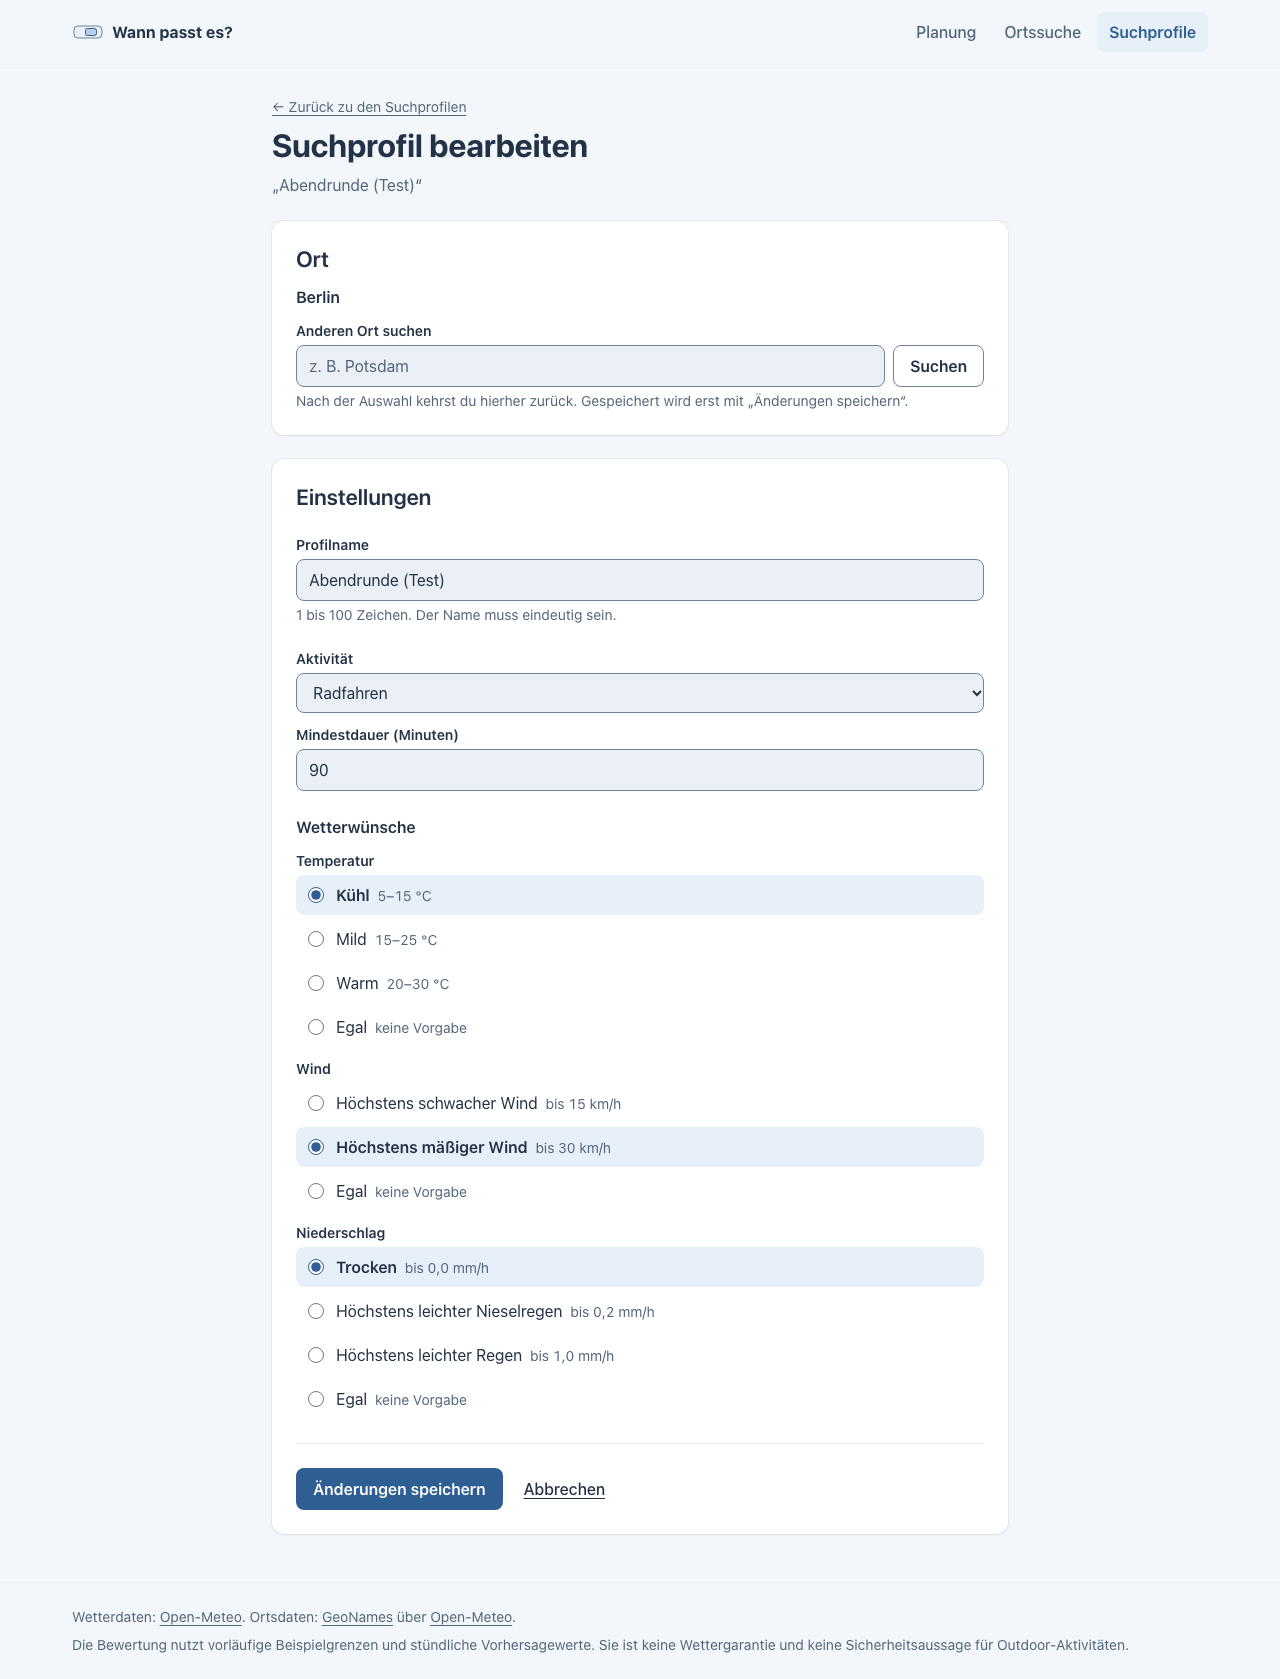 Wann passt es?
Planung
Ortssuche
Suchprofile
← Zurück zu den Suchprofilen
Suchprofil bearbeiten
„Abendrunde (Test)“
Ort
Berlin
Anderen Ort suchen
z. B. Potsdam
Suchen
Nach der Auswahl kehrst du hierher zurück. Gespeichert wird erst mit „Änderungen speichern“.
Einstellungen
Profilname
Abendrunde (Test)
1 bis 100 Zeichen. Der Name muss eindeutig sein.
Aktivität
Radfahren
Mindestdauer (Minuten)
90
Wetterwünsche
Temperatur
Kühl 5–15 °C
Mild 15–25 °C
Warm 20–30 °C
Egal keine Vorgabe
Wind
Höchstens schwacher Wind bis 15 km/h
Höchstens mäßiger Wind bis 30 km/h
Egal keine Vorgabe
Niederschlag
Trocken bis 0,0 mm/h
Höchstens leichter Nieselregen bis 0,2 mm/h
Höchstens leichter Regen bis 1,0 mm/h
Egal keine Vorgabe
Änderungen speichern
Abbrechen
Wetterdaten: Open-Meteo. Ortsdaten: GeoNames über Open-Meteo.
Die Bewertung nutzt vorläufige Beispielgrenzen und stündliche Vorhersagewerte. Sie ist keine Wettergarantie und keine Sicherheitsaussage für Outdoor-Aktivitäten.